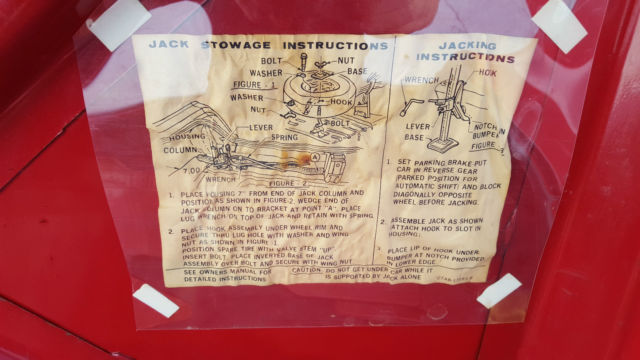 JACK STOWAGE INSTRUCTIONS
BOLT
NUT
WASHER
BASE
FIGURE - 1
WASHER
HOOK
NUT
BOLT
HOUSING
LEVER
SPRING
COLUMN
7.00
A
WRENCH
FIGURE 2
1. PLACE HOUSING 7" FROM END OF JACK COLUMN AND
POSITION AS SHOWN IN FIGURE-2, WEDGE END OF
JACK COLUMN ON TO BRACKET AT POINT "A". PLACE
LUG WRENCH ON TOP OF JACK AND RETAIN WITH SPRING
2. PLACE HOOK ASSEMBLY UNDER WHEEL RIM AND
SECURE THRU LUG HOLE WITH WASHER AND WING
NUT AS SHOWN IN FIGURE 1.
POSITION SPARE TIRE WITH VALVE STEM "UP"
INSERT BOLT. PLACE INVERTED BASE OF JACK
ASSEMBLY OVER BOLT AND SECURE WITH WING NUT
JACKING
INSTRUCTIONS
HOOK
WRENCH
LEVER
BASE
NOTCH IN
BUMPER
FIGURE
1. SET PARKING BRAKE-PUT
CAR IN REVERSE GEAR
(PARKED POSITION FOR
AUTOMATIC SHIFT) AND BLOCK
DIAGONALLY OPPOSITE
WHEEL BEFORE JACKING.
2. ASSEMBLE JACK AS SHOWN
ATTACH HOOK TO SLOT IN
HOUSING.
PLACE LIP OF HOOK UNDER
BUMPER AT NOTCH PROVIDED
IN LOWER EDGE
SEE OWNERS MANUAL FOR
DETAILED INSTRUCTIONS
CAUTION: DO NOT GET UNDER CAR WHILE IT
IS SUPPORTED BY JACK ALONE